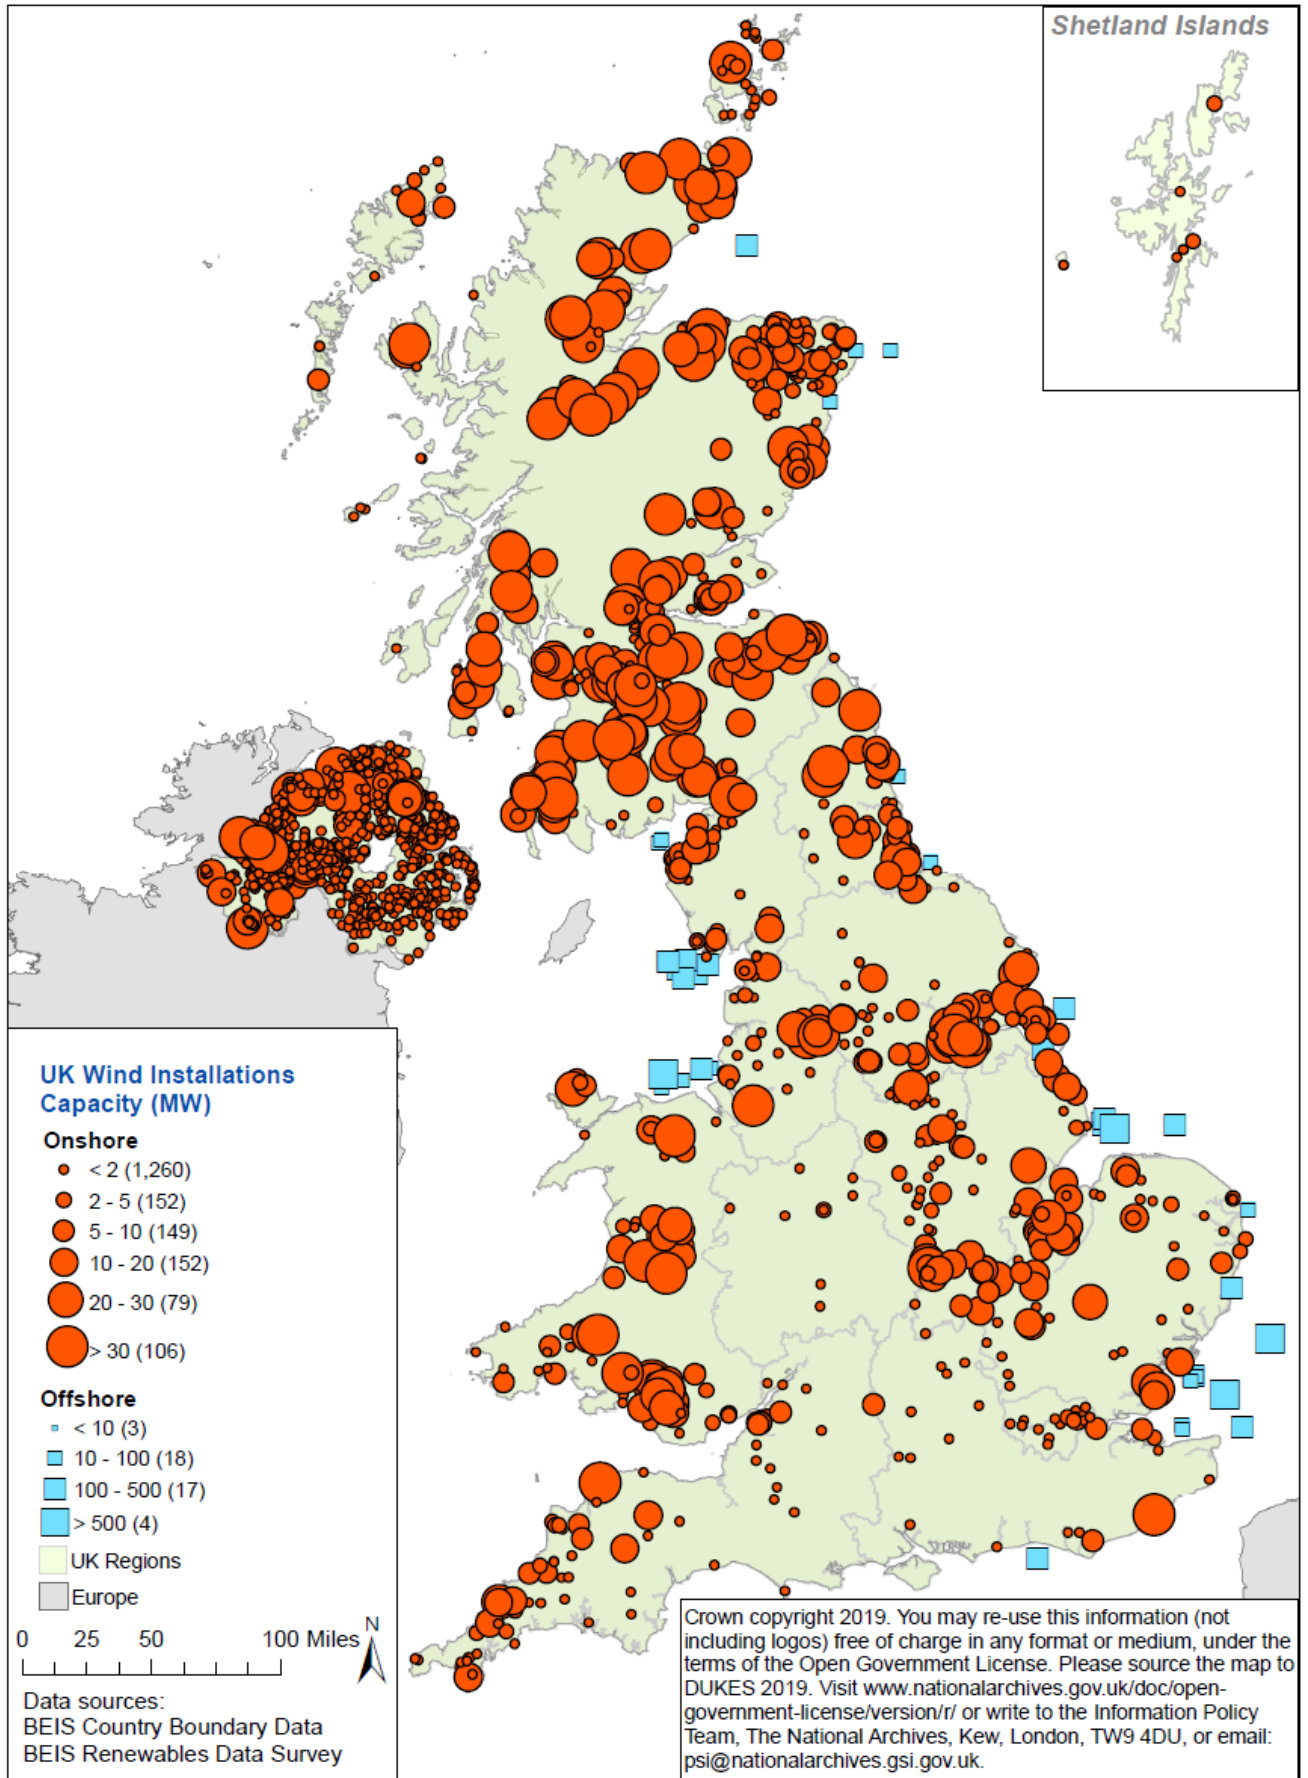 Shetland Islands
UK Wind Installations
Capacity (MW)
Onshore
< 2 (1,260)
2 - 5 (152)
5 - 10 (149)
10 - 20 (152)
20 - 30 (79)
> 30 (106)
Offshore
< 10 (3)
10 - 100 (18)
100 - 500 (17)
> 500 (4)
UK Regions
Europe
N
0 25 50 100 Miles
Data sources:
BEIS Country Boundary Data
BEIS Renewables Data Survey
Crown copyright 2019. You may re-use this information (not
including logos) free of charge in any format or medium, under the
terms of the Open Government License. Please source the map to
DUKES 2019. Visit www.nationalarchives.gov.uk/doc/open-
government-license/version/r/ or write to the Information Policy
Team, The National Archives, Kew, London, TW9 4DU, or email:
psi@nationalarchives.gsi.gov.uk.